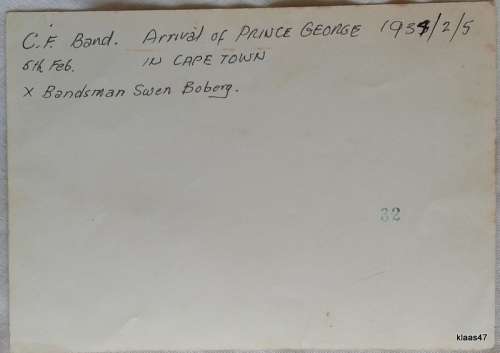 C.F. Band. Arrival of PRINCE GEORGE 1934/2/5
5th Feb. IN CAPE TOWN
x Bandsman Swen Boberg.
32
klaas47